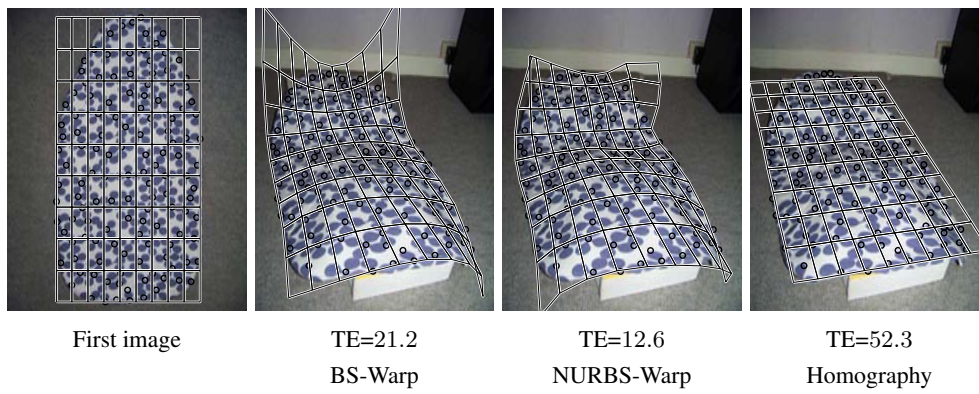 First image
TE=21.2
TE=12.6
TE=52.3
BS-Warp
NURBS-Warp
Homography